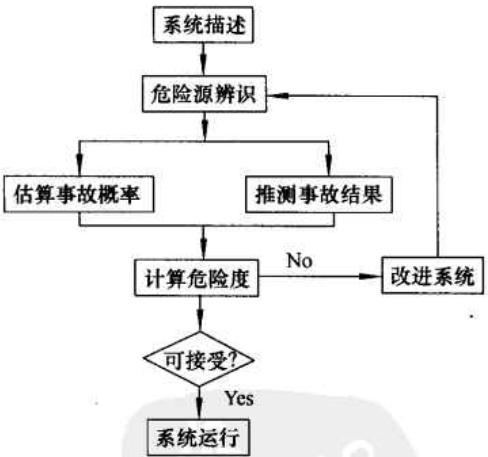 系统描述
危险源辨识
估算事故概率
推测事故结果
计算危险度
No
改进系统
可接受?
Yes
系统运行